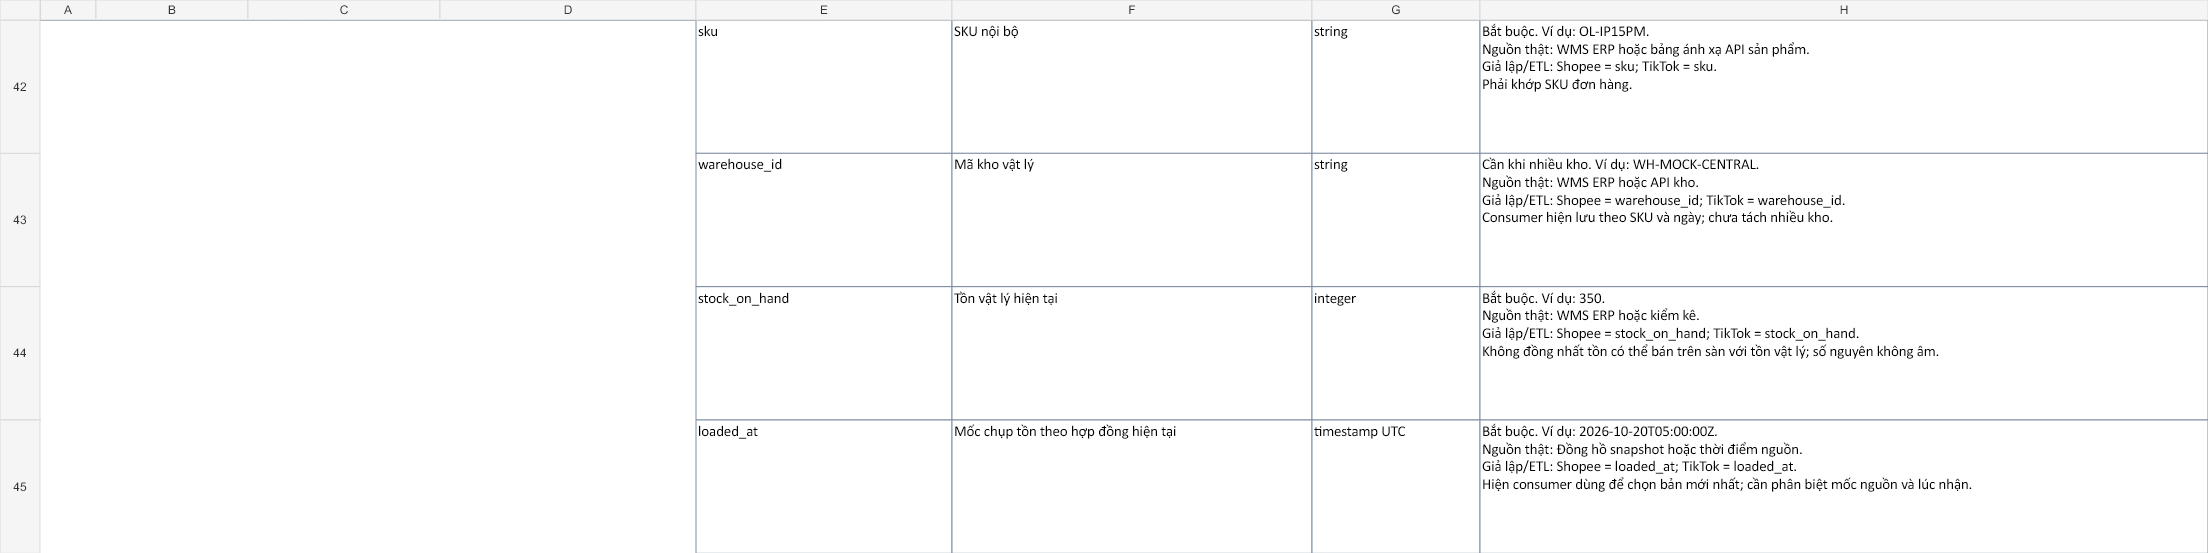 A B C D E F G H
42 sku SKU nội bộ string Bắt buộc. Ví dụ: OL-IP15PM.
Nguồn thật: WMS ERP hoặc bảng ánh xạ API sản phẩm.
Giả lập/ETL: Shopee = sku; TikTok = sku.
Phải khớp SKU đơn hàng.
43 warehouse_id Mã kho vật lý string Cần khi nhiều kho. Ví dụ: WH-MOCK-CENTRAL.
Nguồn thật: WMS ERP hoặc API kho.
Giả lập/ETL: Shopee = warehouse_id; TikTok = warehouse_id.
Consumer hiện lưu theo SKU và ngày; chưa tách nhiều kho.
44 stock_on_hand Tồn vật lý hiện tại integer Bắt buộc. Ví dụ: 350.
Nguồn thật: WMS ERP hoặc kiểm kê.
Giả lập/ETL: Shopee = stock_on_hand; TikTok = stock_on_hand.
Không đồng nhất tồn có thể bán trên sàn với tồn vật lý; số nguyên không âm.
45 loaded_at Mốc chụp tồn theo hợp đồng hiện tại timestamp UTC Bắt buộc. Ví dụ: 2026-10-20T05:00:00Z.
Nguồn thật: Đồng hồ snapshot hoặc thời điểm nguồn.
Giả lập/ETL: Shopee = loaded_at; TikTok = loaded_at.
Hiện consumer dùng để chọn bản mới nhất; cần phân biệt mốc nguồn và lúc nhận.